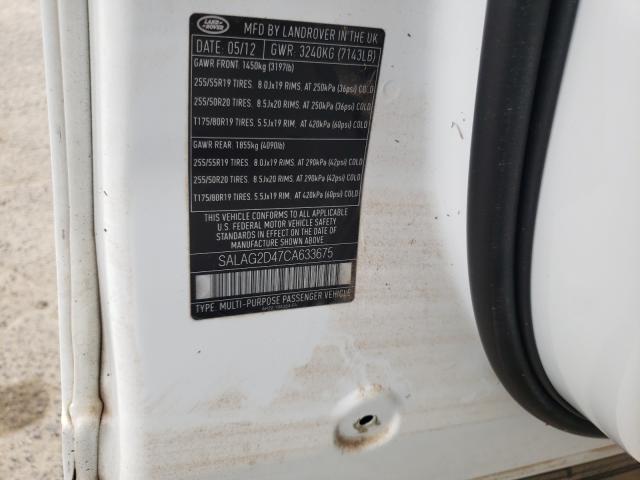 LAND ROVER
MFD BY LANDROVER IN THE UK
DATE: 05/12 GWR: 3240KG (7143LB)
GAWR FRONT: 1450kg (3197lb)
255/55R19 TIRES. 8.0Jx19 RIMS. AT 250kPa (36psi) COLD
255/50R20 TIRES. 8.5Jx20 RIMS. AT 250kPa (36psi) COLD
T175/80R19 TIRES. 5.5Jx19 RIM. AT 420kPa (60psi) COLD
GAWR REAR: 1855kg (4090lb)
255/55R19 TIRES. 8.0Jx19 RIMS. AT 290kPa (42psi) COLD
255/50R20 TIRES. 8.5Jx20 RIMS. AT 290kPa (42psi) COLD
T175/80R19 TIRES. 5.5Jx19 RIM. AT 420kPa (60psi) COLD
THIS VEHICLE CONFORMS TO ALL APPLICABLE
U.S. FEDERAL MOTOR VEHICLE SAFETY
STANDARDS IN EFFECT ON THE DATE OF
MANUFACTURE SHOWN ABOVE
SALAG2D47CA633675
TYPE: MULTI-PURPOSE PASSENGER VEHICLE